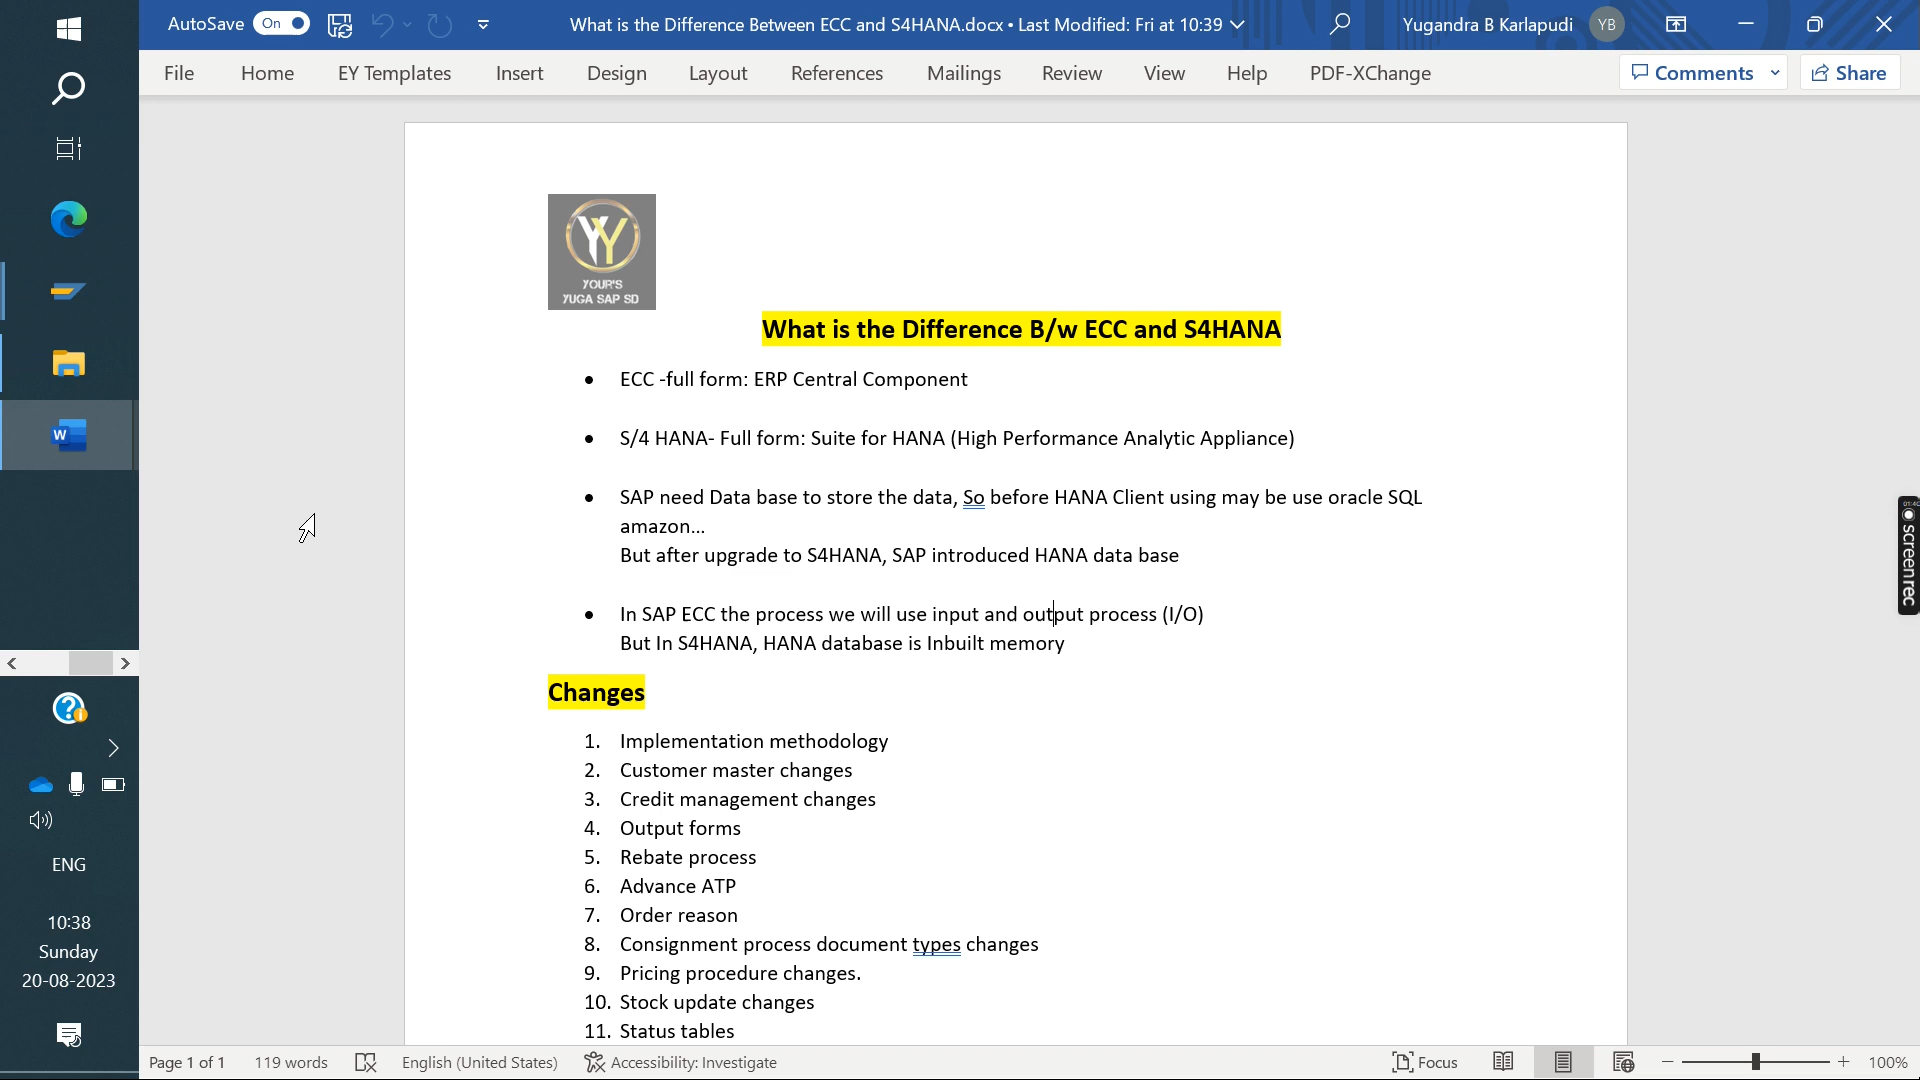 AutoSave On
What is the Difference Between ECC and S4HANA.docx • Last Modified: Fri at 10:39
Yugandra B Karlapudi YB
File Home EY Templates Insert Design Layout References Mailings Review View Help PDF-XChange
Comments Share
YY
YOUR'S
YUGA SAP SD
What is the Difference B/w ECC and S4HANA
• ECC -full form: ERP Central Component
• S/4 HANA- Full form: Suite for HANA (High Performance Analytic Appliance)
• SAP need Data base to store the data, So before HANA Client using may be use oracle SQL
amazon...
But after upgrade to S4HANA, SAP introduced HANA data base
• In SAP ECC the process we will use input and output process (I/O)
But In S4HANA, HANA database is Inbuilt memory
Changes
1. Implementation methodology
2. Customer master changes
3. Credit management changes
4. Output forms
5. Rebate process
6. Advance ATP
7. Order reason
8. Consignment process document types changes
9. Pricing procedure changes.
10. Stock update changes
11. Status tables
Page 1 of 1 119 words English (United States) Accessibility: Investigate Focus 100%
W
ENG
10:38
Sunday
20-08-2023
screenrec